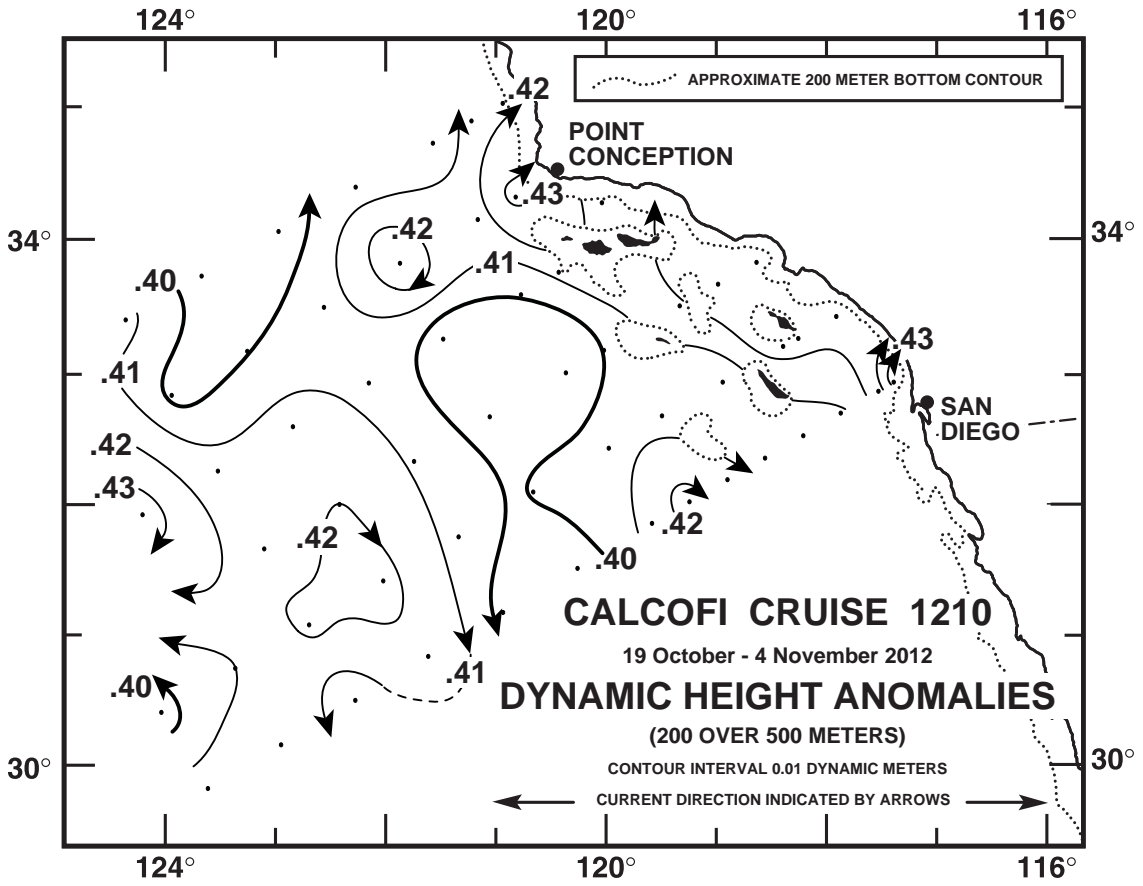 124° 120° 116°
APPROXIMATE 200 METER BOTTOM CONTOUR
.42
POINT
CONCEPTION
.43
.42
34° 34°
.41
.40
.43
.41
SAN
DIEGO
.42
.43
.42
.42
.40
CALCOFI CRUISE 1210
19 October - 4 November 2012
.41
.40
DYNAMIC HEIGHT ANOMALIES
(200 OVER 500 METERS)
30° 30°
CONTOUR INTERVAL 0.01 DYNAMIC METERS
CURRENT DIRECTION INDICATED BY ARROWS
124° 120° 116°